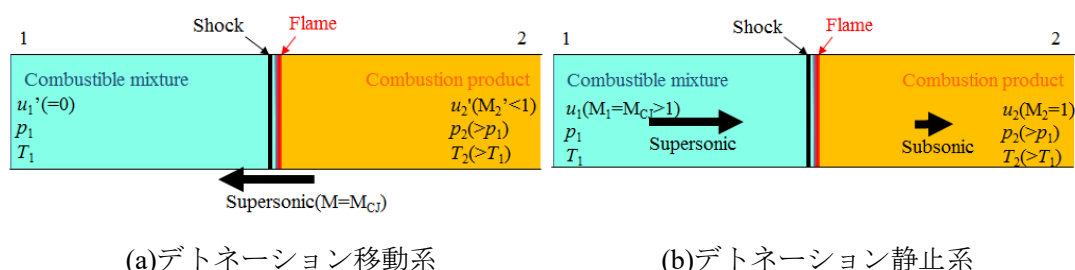 1
Shock
Flame
2
Combustible mixture
Combustion product
u₁’(=0)
p₁
T₁
u₂'(M₂’<1)
p₂(>p₁)
T₂(>T₁)
Supersonic(M=M_CJ)
(a)デトネーション移動系
1
Shock
Flame
2
Combustible mixture
Combustion product
u₁(M₁=M_CJ>1)
p₁
T₁
Supersonic
u₂(M₂=1)
p₂(>p₁)
T₂(>T₁)
Subsonic
(b)デトネーション静止系